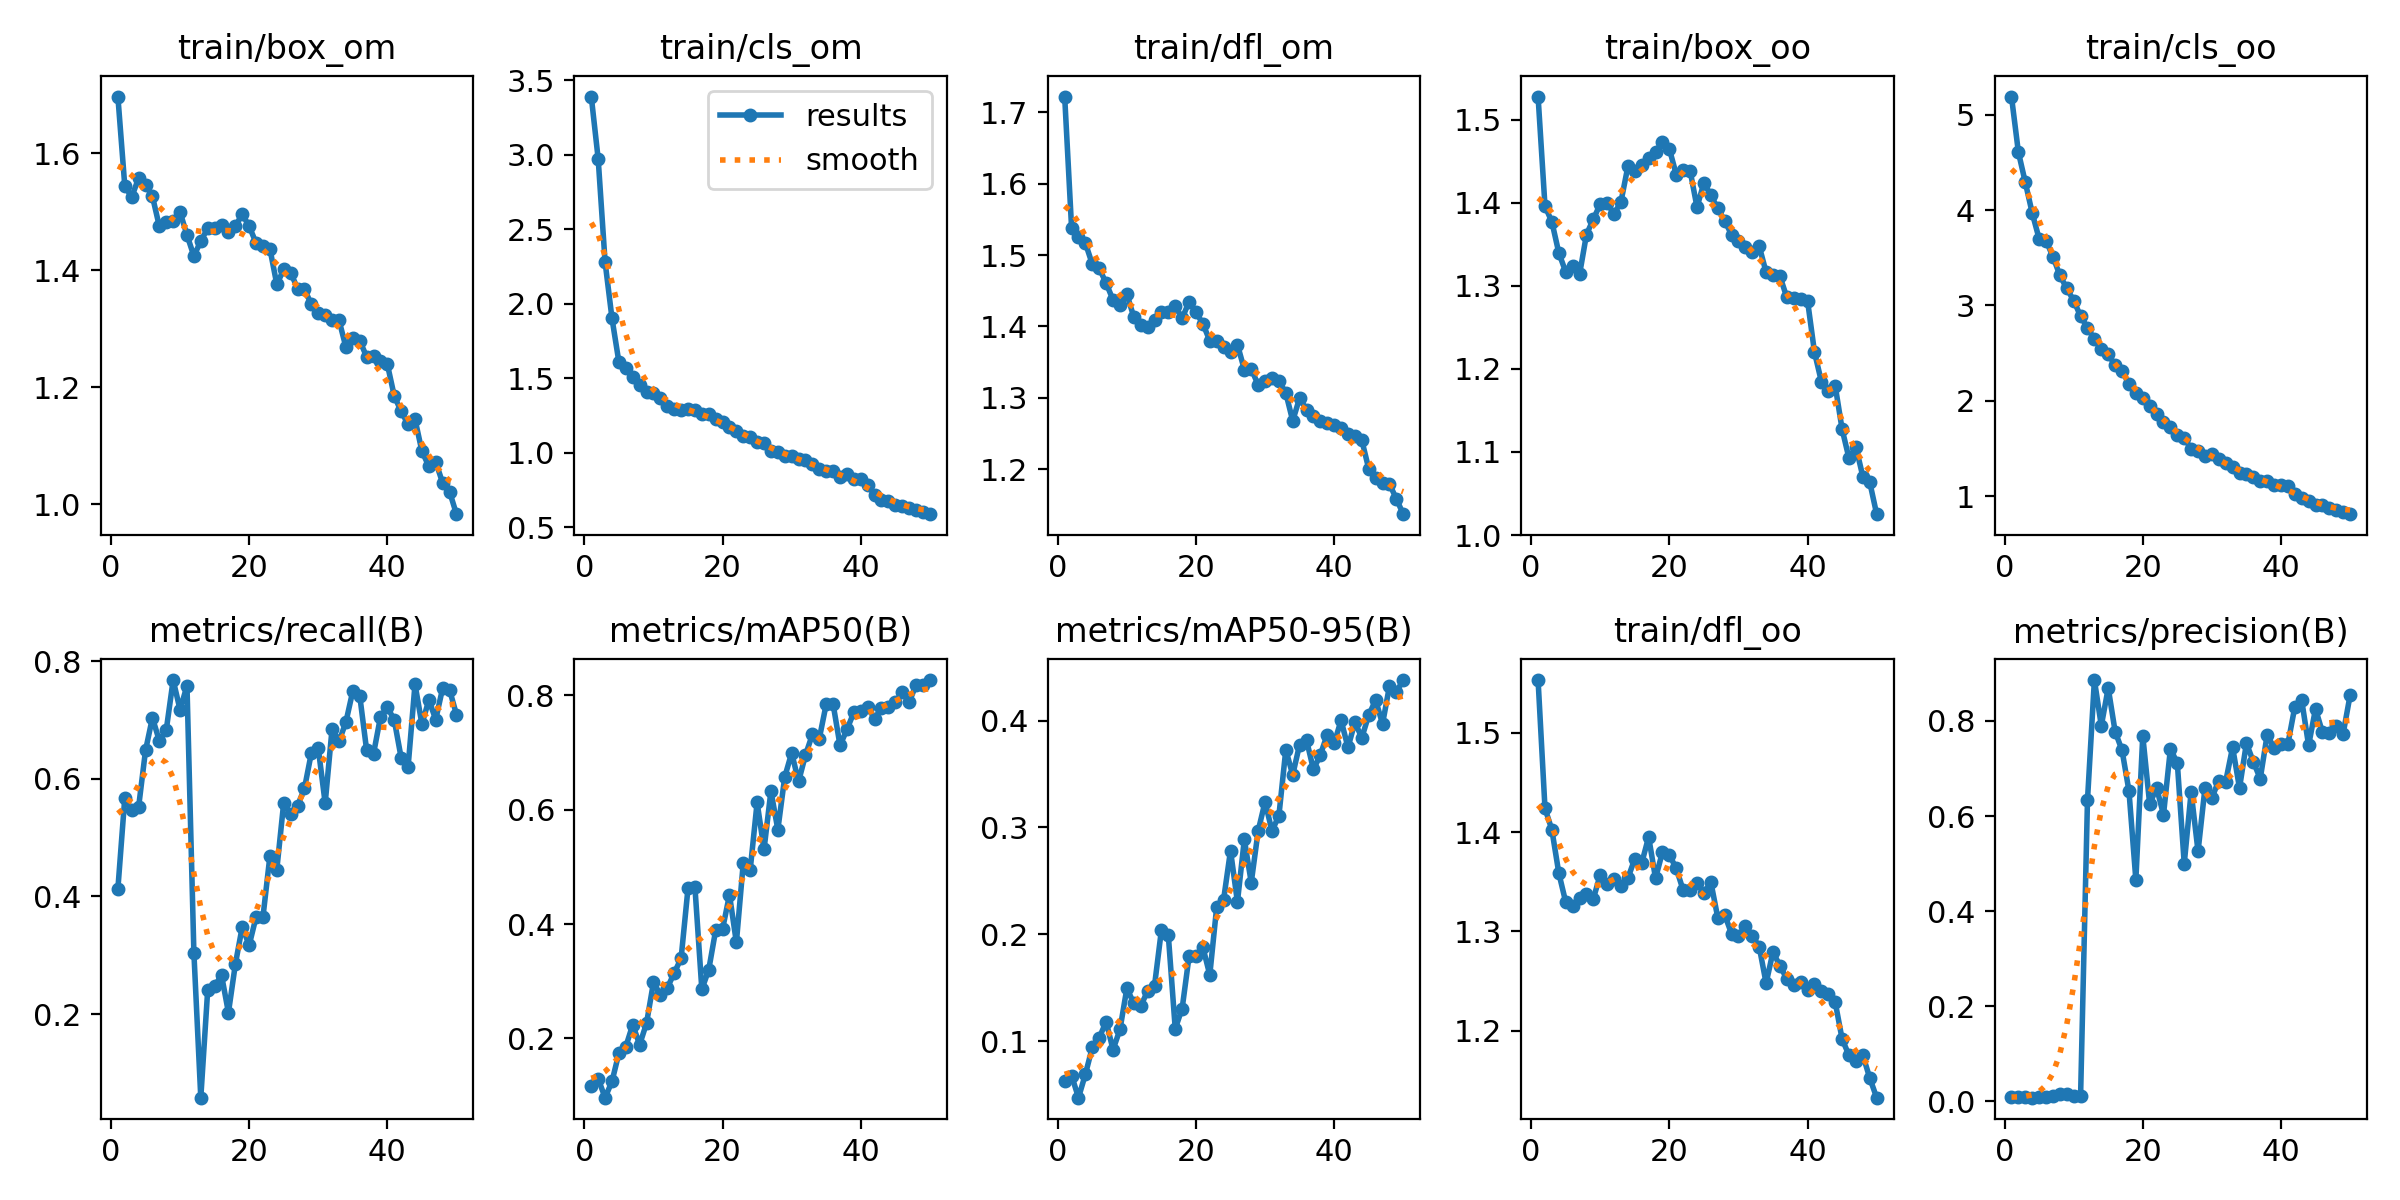 train/box_om
train/cls_om
train/dfl_om
train/box_oo
train/cls_oo
results
smooth
1.6
1.4
1.2
1.0
0 20 40
3.5
3.0
2.5
2.0
1.5
1.0
0.5
0 20 40
1.7
1.6
1.5
1.4
1.3
1.2
0 20 40
1.5
1.4
1.3
1.2
1.1
1.0
0 20 40
5
4
3
2
1
0 20 40
metrics/recall(B)
metrics/mAP50(B)
metrics/mAP50-95(B)
train/dfl_oo
metrics/precision(B)
0.8
0.6
0.4
0.2
0 20 40
0.8
0.6
0.4
0.2
0 20 40
0.4
0.3
0.2
0.1
0 20 40
1.5
1.4
1.3
1.2
0 20 40
0.8
0.6
0.4
0.2
0.0
0 20 40